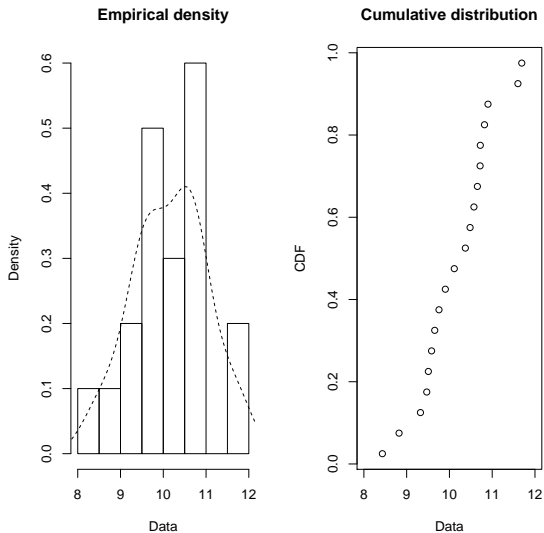 Empirical density
Density
0.0 0.1 0.2 0.3 0.4 0.5 0.6
8 9 10 11 12
Data
Cumulative distribution
CDF
0.0 0.2 0.4 0.6 0.8 1.0
8 9 10 11 12
Data